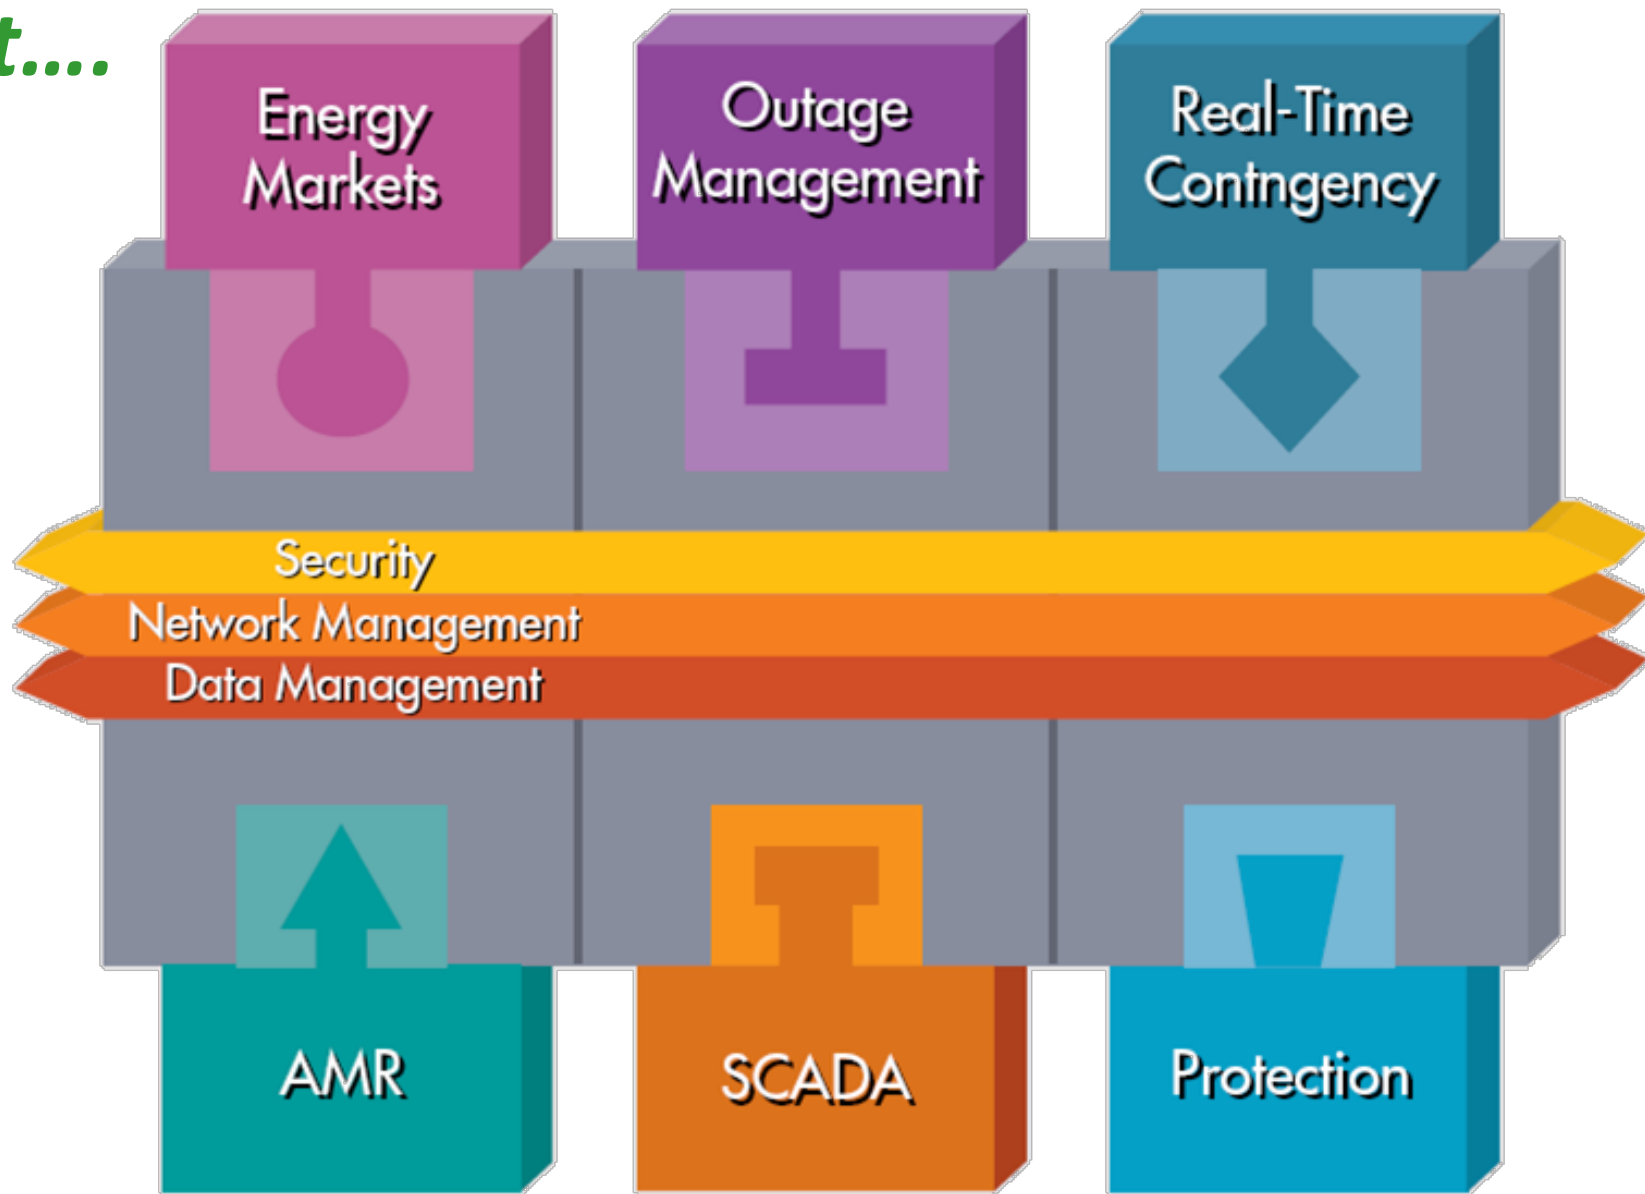 t....
Energy
Markets
Outage
Management
Real-Time
Contngency
Security
Network Management
Data Management
AMR
SCADA
Protection